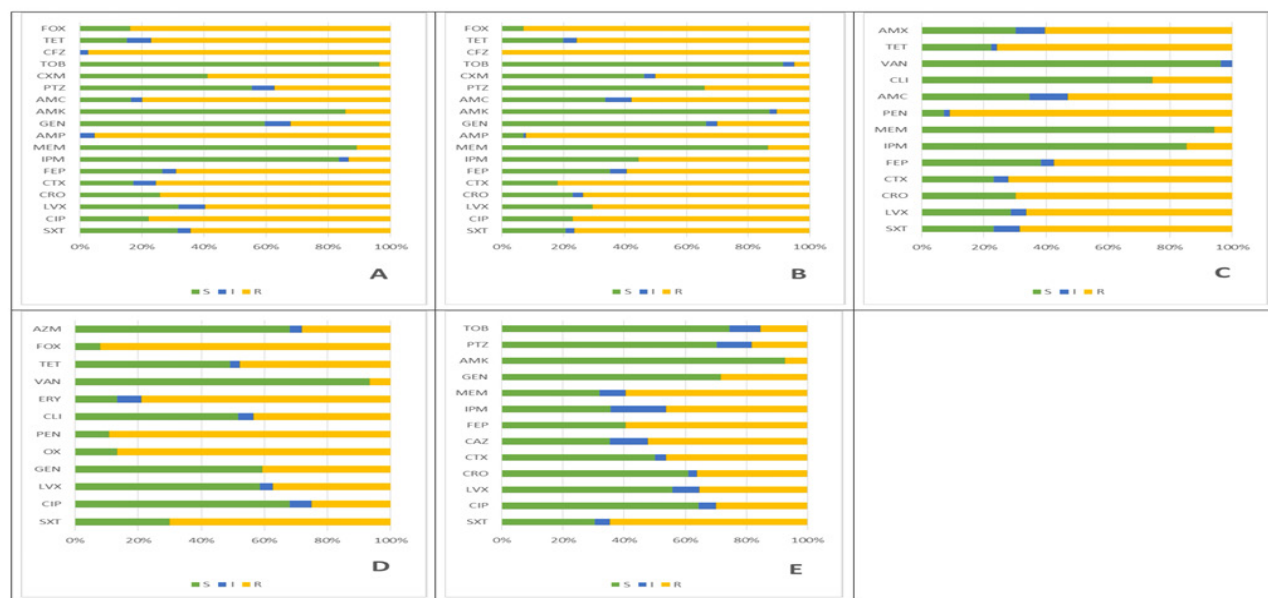 FOX
TET
CFZ
TOB
CXM
PTZ
AMC
AMK
GEN
AMP
MEM
IPM
FEP
CTX
CRO
LVX
CIP
SXT
0% 20% 40% 60% 80% 100%
A
S I R
FOX
TET
CFZ
TOB
CXM
PTZ
AMC
AMK
GEN
AMP
MEM
IPM
FEP
CTX
CRO
LVX
CIP
SXT
0% 20% 40% 60% 80% 100%
B
S I R
AMX
TET
VAN
CLI
AMC
PEN
MEM
IPM
FEP
CTX
CRO
LVX
SXT
0% 20% 40% 60% 80% 100%
C
S I R
AZM
FOX
TET
VAN
ERY
CLI
PEN
OX
GEN
LVX
CIP
SXT
0% 20% 40% 60% 80% 100%
D
S I R
TOB
PTZ
AMK
GEN
MEM
IPM
FEP
CAZ
CTX
CRO
LVX
CIP
SXT
0% 20% 40% 60% 80% 100%
E
S I R